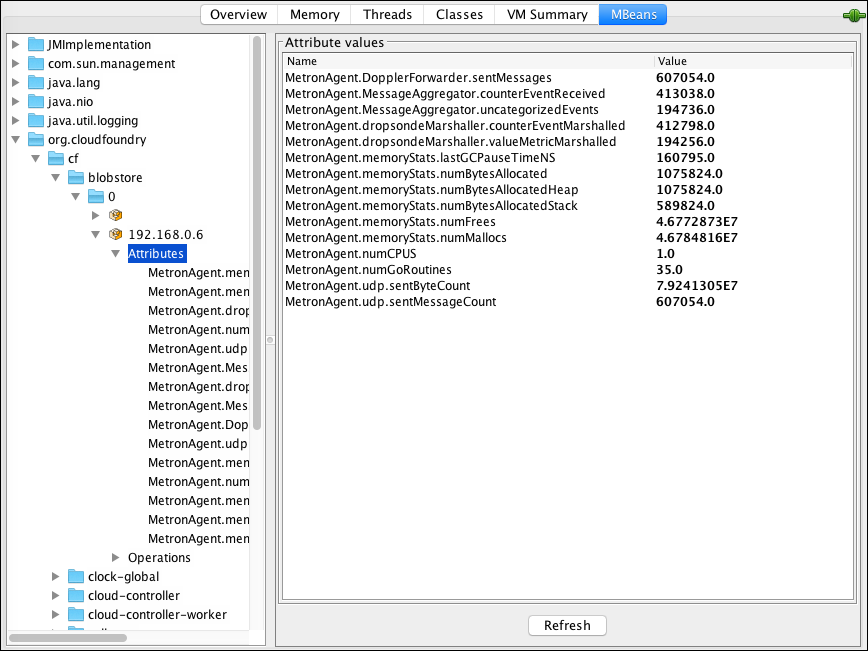 Overview Memory Threads Classes VM Summary MBeans
JMImplementation
com.sun.management
java.lang
java.nio
java.util.logging
org.cloudfoundry
cf
blobstore
0
192.168.0.6
Attributes
MetronAgent.men
MetronAgent.men
MetronAgent.drop
MetronAgent.num
MetronAgent.udp
MetronAgent.Mes
MetronAgent.drop
MetronAgent.Mes
MetronAgent.Dop
MetronAgent.udp
MetronAgent.men
MetronAgent.num
MetronAgent.men
MetronAgent.men
MetronAgent.men
Operations
clock-global
cloud-controller
cloud-controller-worker
Attribute values
Name Value
MetronAgent.DopplerForwarder.sentMessages 607054.0
MetronAgent.MessageAggregator.counterEventReceived 413038.0
MetronAgent.MessageAggregator.uncategorizedEvents 194736.0
MetronAgent.dropsondeMarshaller.counterEventMarshalled 412798.0
MetronAgent.dropsondeMarshaller.valueMetricMarshalled 194256.0
MetronAgent.memoryStats.lastGCPauseTimeNS 160795.0
MetronAgent.memoryStats.numBytesAllocated 1075824.0
MetronAgent.memoryStats.numBytesAllocatedHeap 1075824.0
MetronAgent.memoryStats.numBytesAllocatedStack 589824.0
MetronAgent.memoryStats.numFrees 4.6772873E7
MetronAgent.memoryStats.numMallocs 4.6784816E7
MetronAgent.numCPUS 1.0
MetronAgent.numGoRoutines 35.0
MetronAgent.udp.sentByteCount 7.9241305E7
MetronAgent.udp.sentMessageCount 607054.0
Refresh